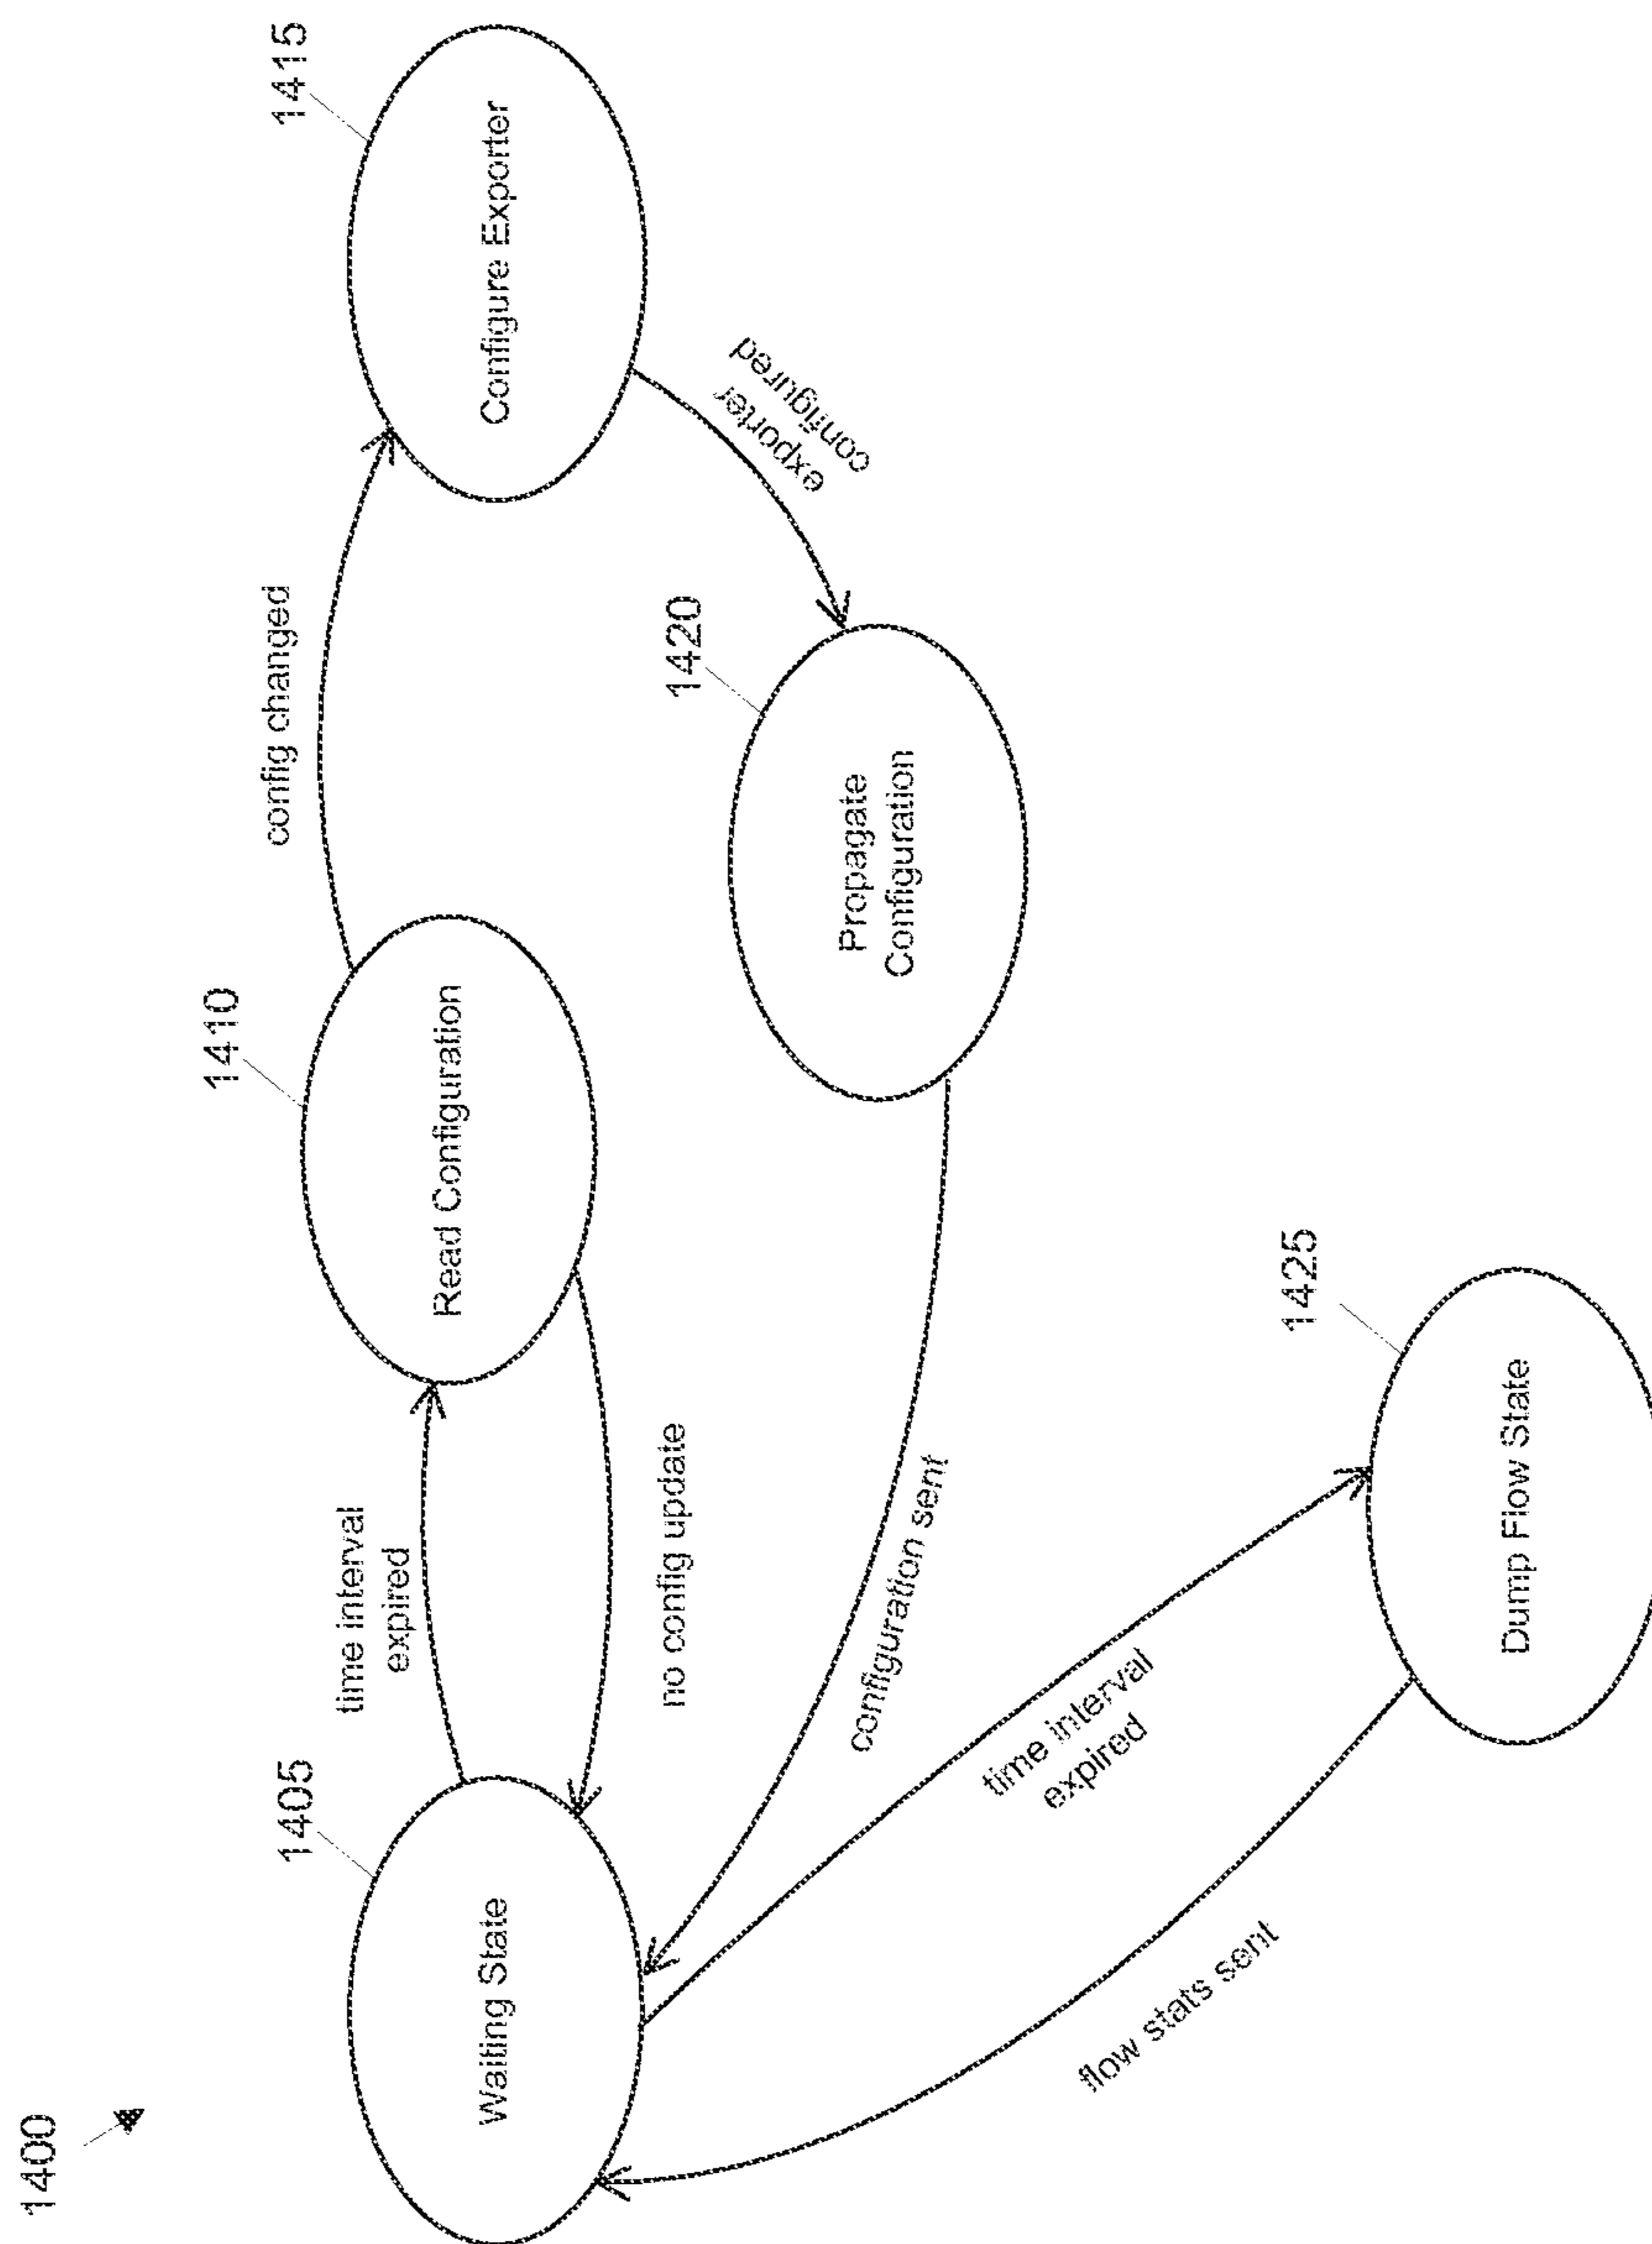 1400
1405
Waiting State
time interval
expired
no config update
1410
Read Configuration
config changed
1415
Configure Exporter
exporter
configured
1420
Propagate
Configuration
configuration sent
time interval
expired
flow stats sent
1425
Dump Flow State